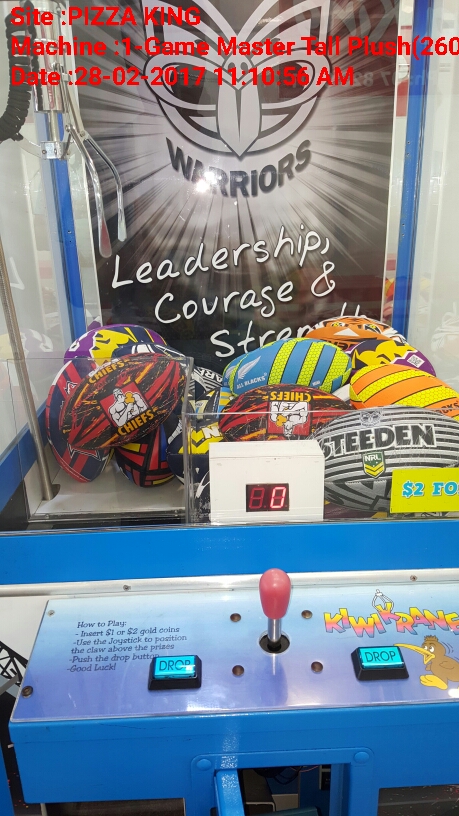 Site :PIZZA KING
Machine :1-Game Master Tall Plush(260
Date :28-02-2017 11:10:56 AM
WARRIORS
Leadership,
Courage &
Strength
CHIEFS
CHIEFS
ALL BLACKS
CHIEFS
STEEDEN
NRL
$2 FO
0
How to Play:
- Insert $1 or $2 gold coins
-Use the Joystick to position
the claw above the prizes
-Push the drop button
-Good Luck!
DROP
DROP
KIWI KRANE